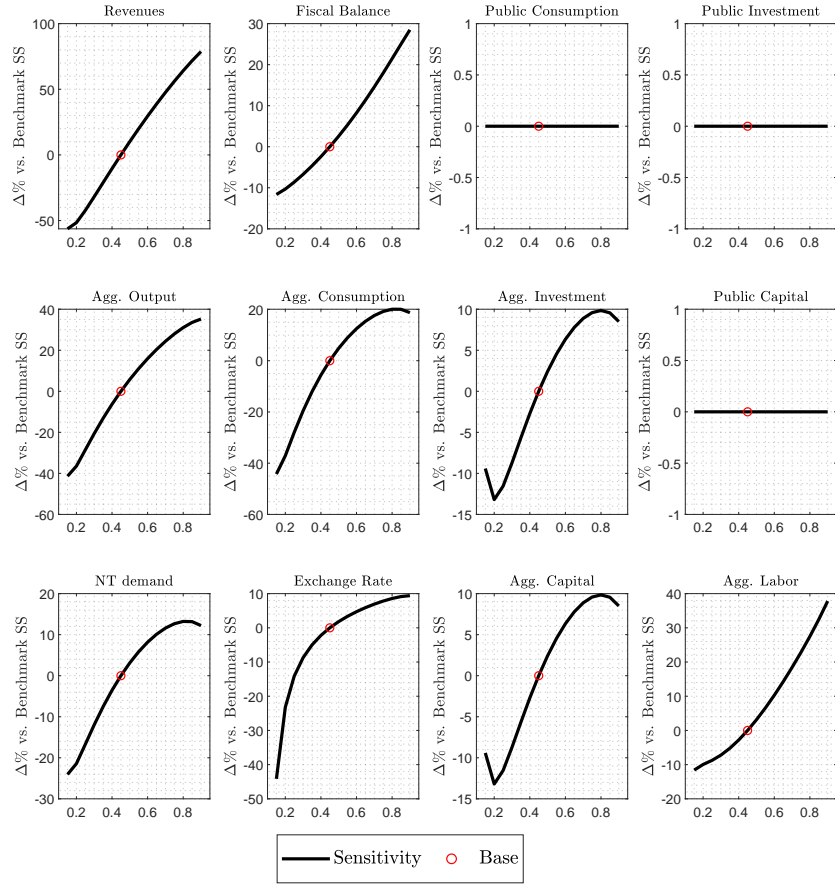 Revenues
Δ% vs. Benchmark SS
100
50
0
-50
0.2 0.4 0.6 0.8
Fiscal Balance
Δ% vs. Benchmark SS
30
20
10
0
-10
-20
0.2 0.4 0.6 0.8
Public Consumption
Δ% vs. Benchmark SS
1
0.5
0
-0.5
-1
0.2 0.4 0.6 0.8
Public Investment
Δ% vs. Benchmark SS
1
0.5
0
-0.5
-1
0.2 0.4 0.6 0.8
Agg. Output
Δ% vs. Benchmark SS
40
20
0
-20
-40
-60
0.2 0.4 0.6 0.8
Agg. Consumption
Δ% vs. Benchmark SS
20
0
-20
-40
-60
0.2 0.4 0.6 0.8
Agg. Investment
Δ% vs. Benchmark SS
10
5
0
-5
-10
-15
0.2 0.4 0.6 0.8
Public Capital
Δ% vs. Benchmark SS
1
0.5
0
-0.5
-1
0.2 0.4 0.6 0.8
NT demand
Δ% vs. Benchmark SS
20
10
0
-10
-20
-30
0.2 0.4 0.6 0.8
Exchange Rate
Δ% vs. Benchmark SS
10
0
-10
-20
-30
-40
-50
0.2 0.4 0.6 0.8
Agg. Capital
Δ% vs. Benchmark SS
10
5
0
-5
-10
-15
0.2 0.4 0.6 0.8
Agg. Labor
Δ% vs. Benchmark SS
40
30
20
10
0
-10
-20
0.2 0.4 0.6 0.8
Sensitivity Base